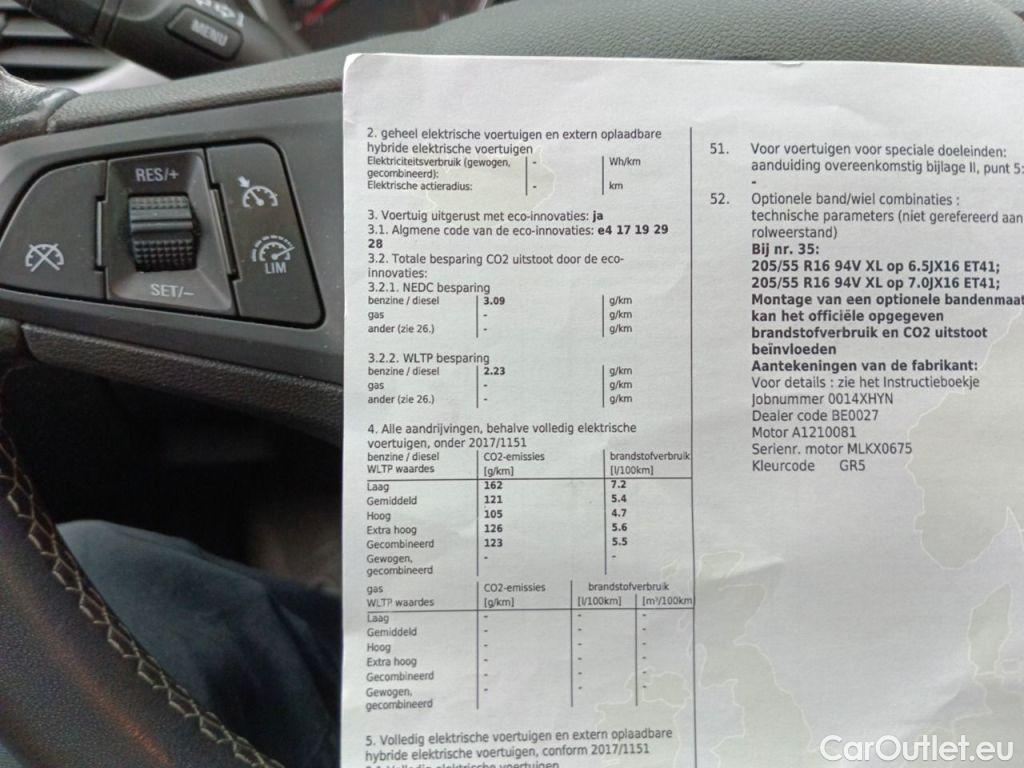 MENU
RES/+
SET/−
LIM
2. geheel elektrische voertuigen en extern oplaadbare
hybride elektrische voertuigen
Elektriciteitsverbruik (gewogen, - Wh/km
gecombineerd):
Elektrische actieradius: - km
3. Voertuig uitgerust met eco-innovaties: ja
3.1. Algmene code van de eco-innovaties: e4 17 19 29
28
3.2. Totale besparing CO2 uitstoot door de eco-
innovaties:
3.2.1. NEDC besparing
benzine / diesel 3.09 g/km
gas - g/km
ander (zie 26.) - g/km
3.2.2. WLTP besparing
benzine / diesel 2.23 g/km
gas - g/km
ander (zie 26.) - g/km
4. Alle aandrijvingen, behalve volledig elektrische
voertuigen, onder 2017/1151
benzine / diesel CO2-emissies brandstofverbruik
WLTP waardes [g/km] [l/100km]
Laag 162 7.2
Gemiddeld 121 5.4
Hoog 105 4.7
Extra hoog 126 5.6
Gecombineerd 123 5.5
Gewogen, - -
gecombineerd
gas CO2-emissies brandstofverbruik
WLTP waardes [g/km] [l/100km] [m³/100km
Laag - - -
Gemiddeld - - -
Hoog - - -
Extra hoog - - -
Gecombineerd - - -
Gewogen, - - -
gecombineerd
5. Volledig elektrische voertuigen en extern oplaadbare
hybride elektrische voertuigen, conform 2017/1151
51. Voor voertuigen voor speciale doeleinden:
aanduiding overeenkomstig bijlage II, punt 5:
-
52. Optionele band/wiel combinaties :
technische parameters (niet gerefereerd aan
rolweerstand)
Bij nr. 35:
205/55 R16 94V XL op 6.5JX16 ET41;
205/55 R16 94V XL op 7.0JX16 ET41;
Montage van een optionele bandenmaat
kan het officiële opgegeven
brandstofverbruik en CO2 uitstoot
beïnvloeden
Aantekeningen van de fabrikant:
Voor details : zie het Instructieboekje
Jobnummer 0014XHYN
Dealer code BE0027
Motor A1210081
Serienr. motor MLKX0675
Kleurcode GR5
CarOutlet.eu